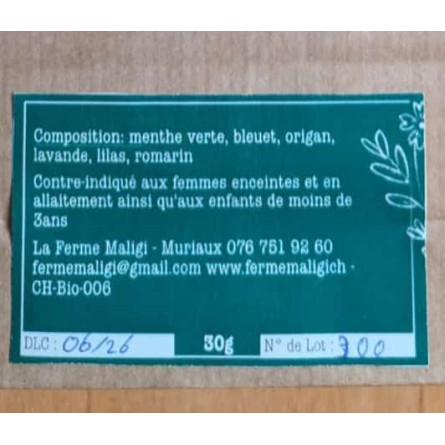 Composition: menthe verte, bleuet, origan,
lavande, lilas, romarin
Contre-indiqué aux femmes enceintes et en
allaitement ainsi qu'aux enfants de moins de
3ans
La Ferme Maligi - Muriaux 076 751 92 60
fermemaligi@gmail.com www.fermemaligich -
CH-Bio-006
DLC : 06/26 30g N° de Lot :